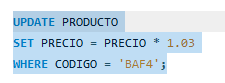 UPDATE PRODUCTO
SET PRECIO = PRECIO * 1.03
WHERE CODIGO = 'BAF4';